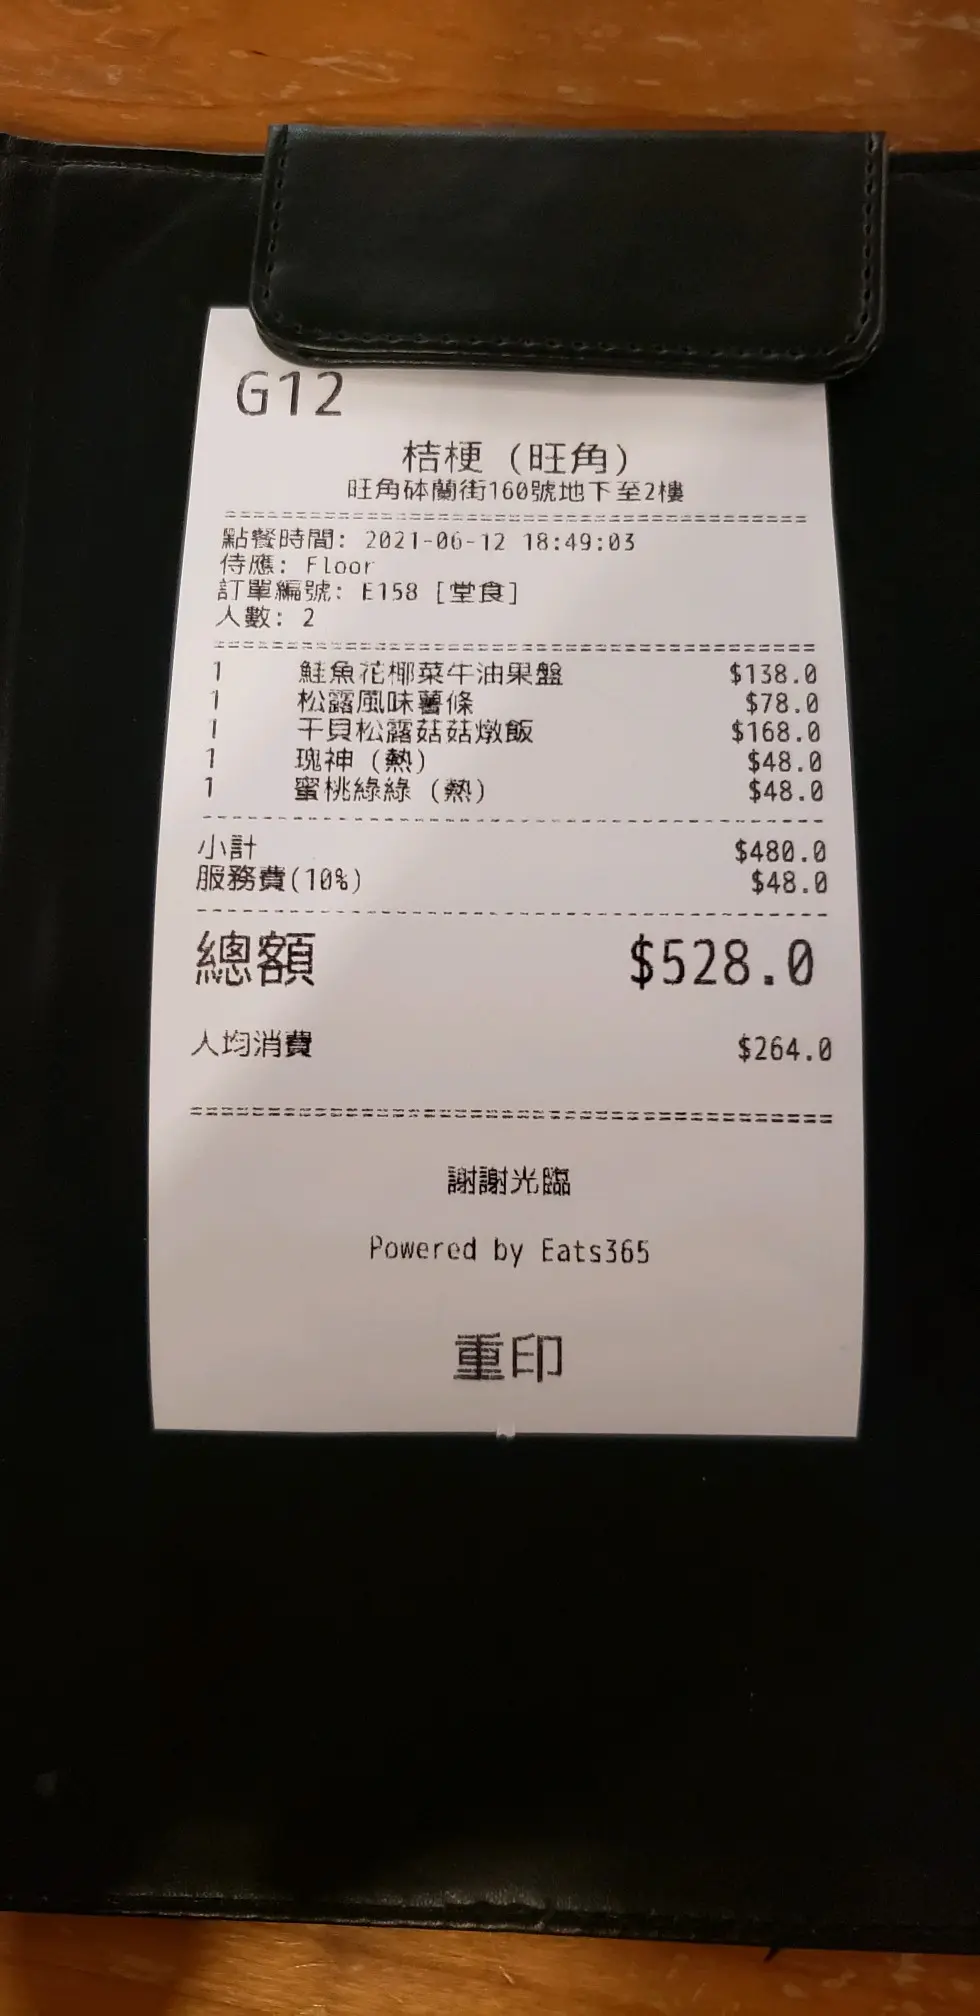 G12
桔梗 (旺角)
旺角砵蘭街160號地下至2樓
點餐時間: 2021-06-12 18:49:03
侍應: Floor
訂單編號: E158 [堂食]
人數: 2
1 鮭魚花椰菜牛油果盤 $138.0
1 松露風味薯條 $78.0
1 干貝松露菇菇燉飯 $168.0
1 瑰神 (熱) $48.0
1 蜜桃綠綠 (熱) $48.0
小計 $480.0
服務費(10%) $48.0
總額 $528.0
人均消費 $264.0
謝謝光臨
Powered by Eats365
重印